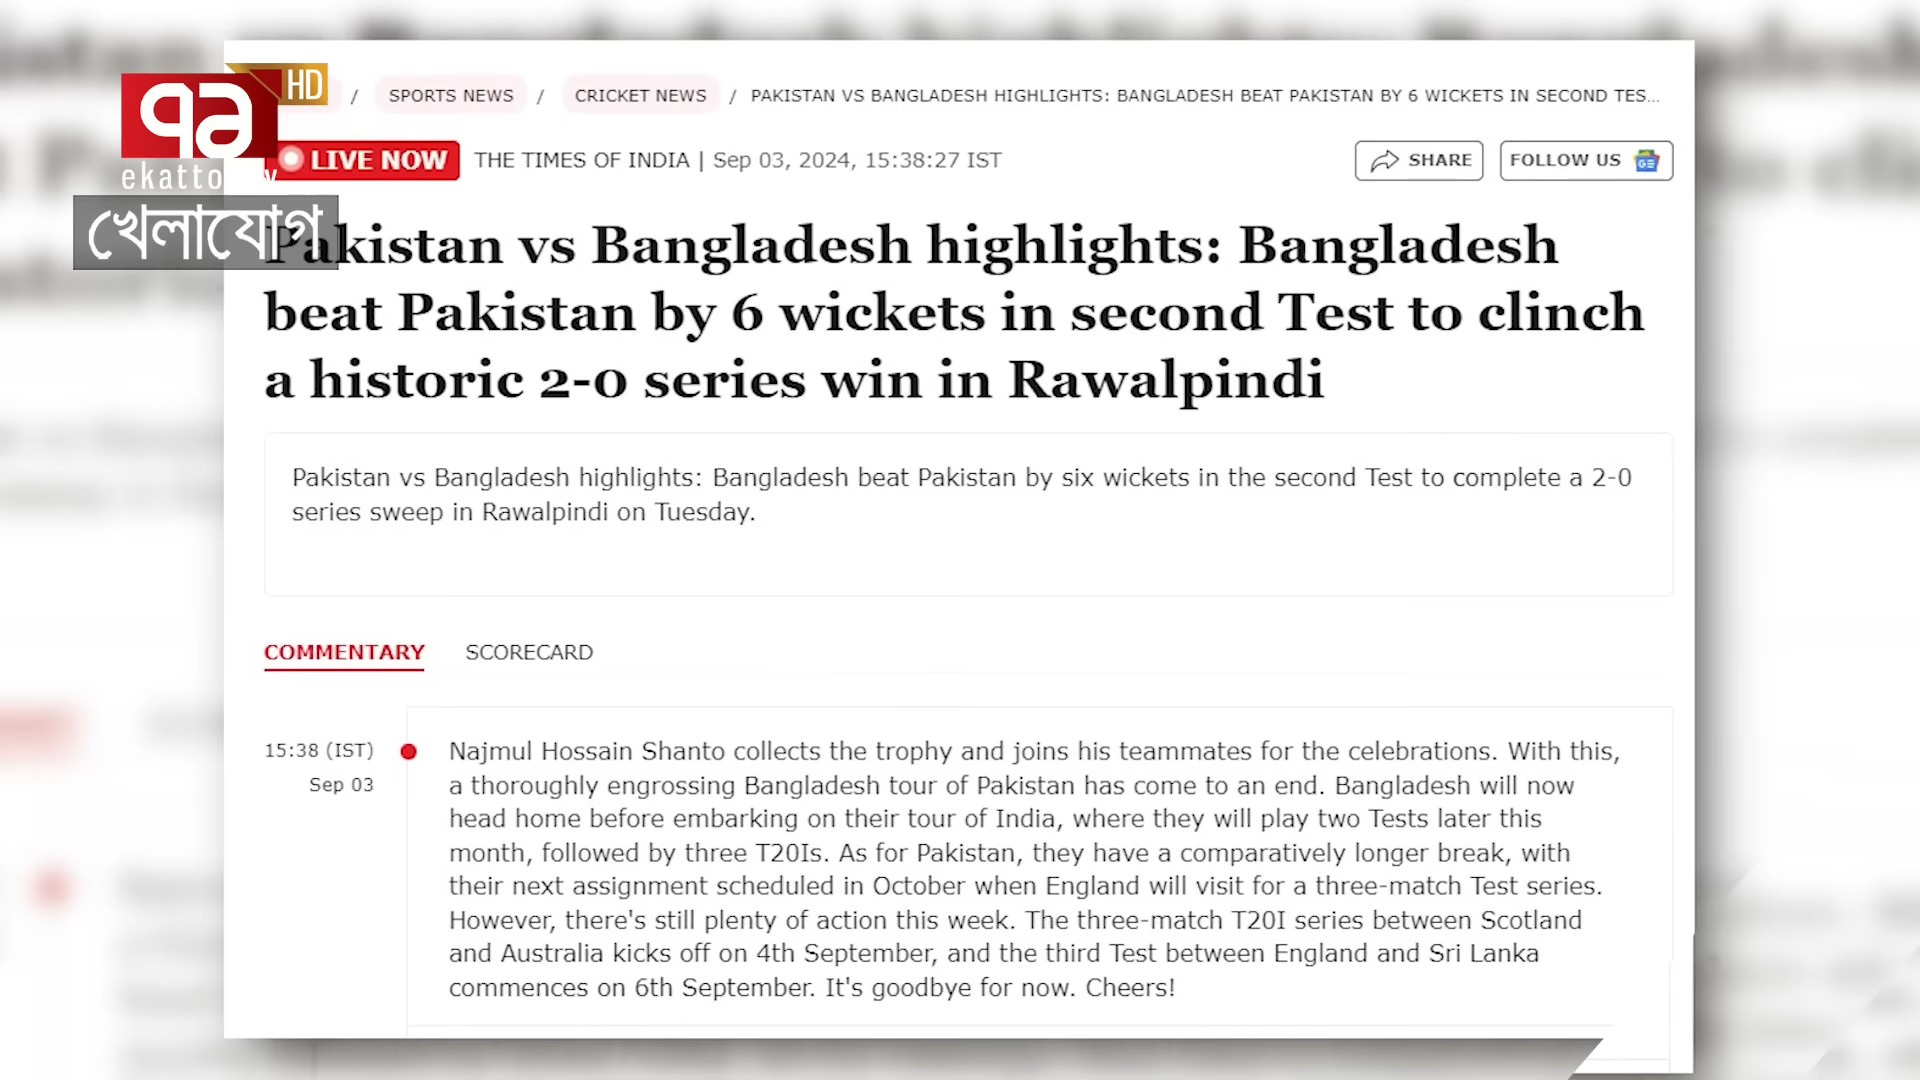 HD
/ SPORTS NEWS / CRICKET NEWS / PAKISTAN VS BANGLADESH HIGHLIGHTS: BANGLADESH BEAT PAKISTAN BY 6 WICKETS IN SECOND TES...
LIVE NOW THE TIMES OF INDIA | Sep 03, 2024, 15:38:27 IST SHARE FOLLOW US
ekatto
খেলাযোগ
Pakistan vs Bangladesh highlights: Bangladesh
beat Pakistan by 6 wickets in second Test to clinch
a historic 2-0 series win in Rawalpindi
Pakistan vs Bangladesh highlights: Bangladesh beat Pakistan by six wickets in the second Test to complete a 2-0
series sweep in Rawalpindi on Tuesday.
COMMENTARY SCORECARD
15:38 (IST)
Sep 03
Najmul Hossain Shanto collects the trophy and joins his teammates for the celebrations. With this,
a thoroughly engrossing Bangladesh tour of Pakistan has come to an end. Bangladesh will now
head home before embarking on their tour of India, where they will play two Tests later this
month, followed by three T20Is. As for Pakistan, they have a comparatively longer break, with
their next assignment scheduled in October when England will visit for a three-match Test series.
However, there's still plenty of action this week. The three-match T20I series between Scotland
and Australia kicks off on 4th September, and the third Test between England and Sri Lanka
commences on 6th September. It's goodbye for now. Cheers!